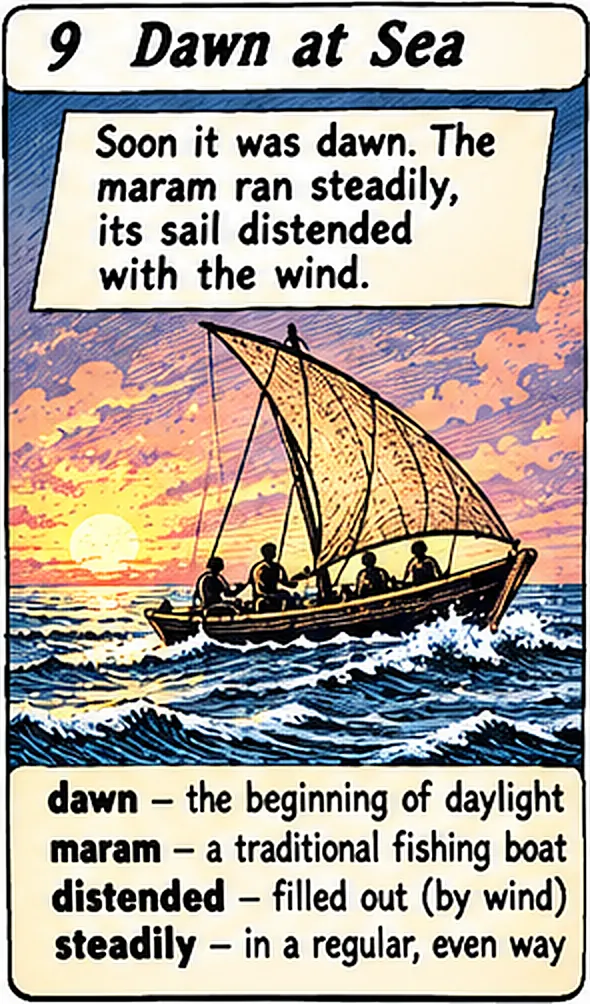 9 Dawn at Sea
Soon it was dawn. The
maram ran steadily,
its sail distended
with the wind.
dawn – the beginning of daylight
maram – a traditional fishing boat
distended – filled out (by wind)
steadily – in a regular, even way